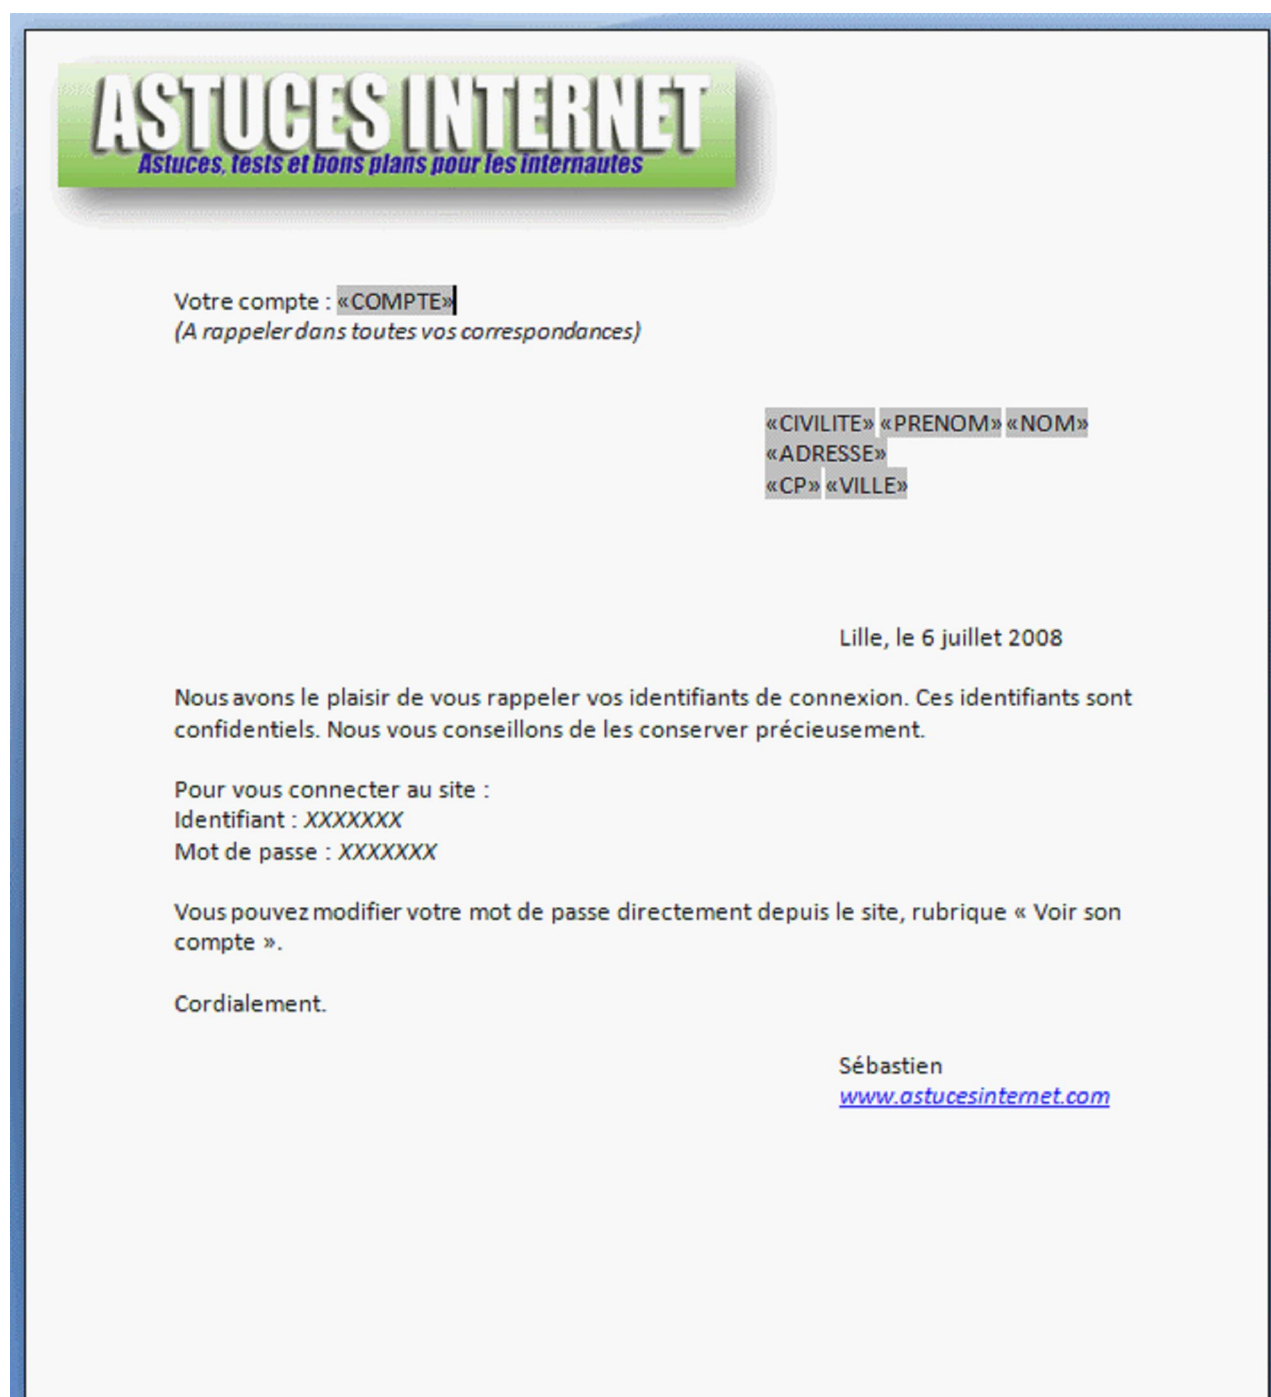 ASTUCES INTERNET
Astuces, tests et bons plans pour les internautes
Votre compte : «COMPTE»
(A rappeler dans toutes vos correspondances)
«CIVILITE» «PRENOM» «NOM»
«ADRESSE»
«CP» «VILLE»
Lille, le 6 juillet 2008
Nous avons le plaisir de vous rappeler vos identifiants de connexion. Ces identifiants sont
confidentiels. Nous vous conseillons de les conserver précieusement.
Pour vous connecter au site :
Identifiant : XXXXXXX
Mot de passe : XXXXXXX
Vous pouvez modifier votre mot de passe directement depuis le site, rubrique « Voir son
compte ».
Cordialement.
Sébastien
www.astucesinternet.com